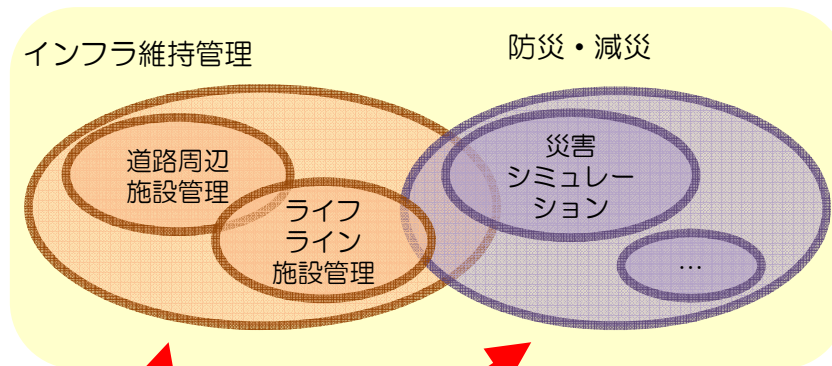 インフラ維持管理
防災・減災
道路周辺
施設管理
ライフ
ライン
施設管理
災害
シミュレー
ション
…